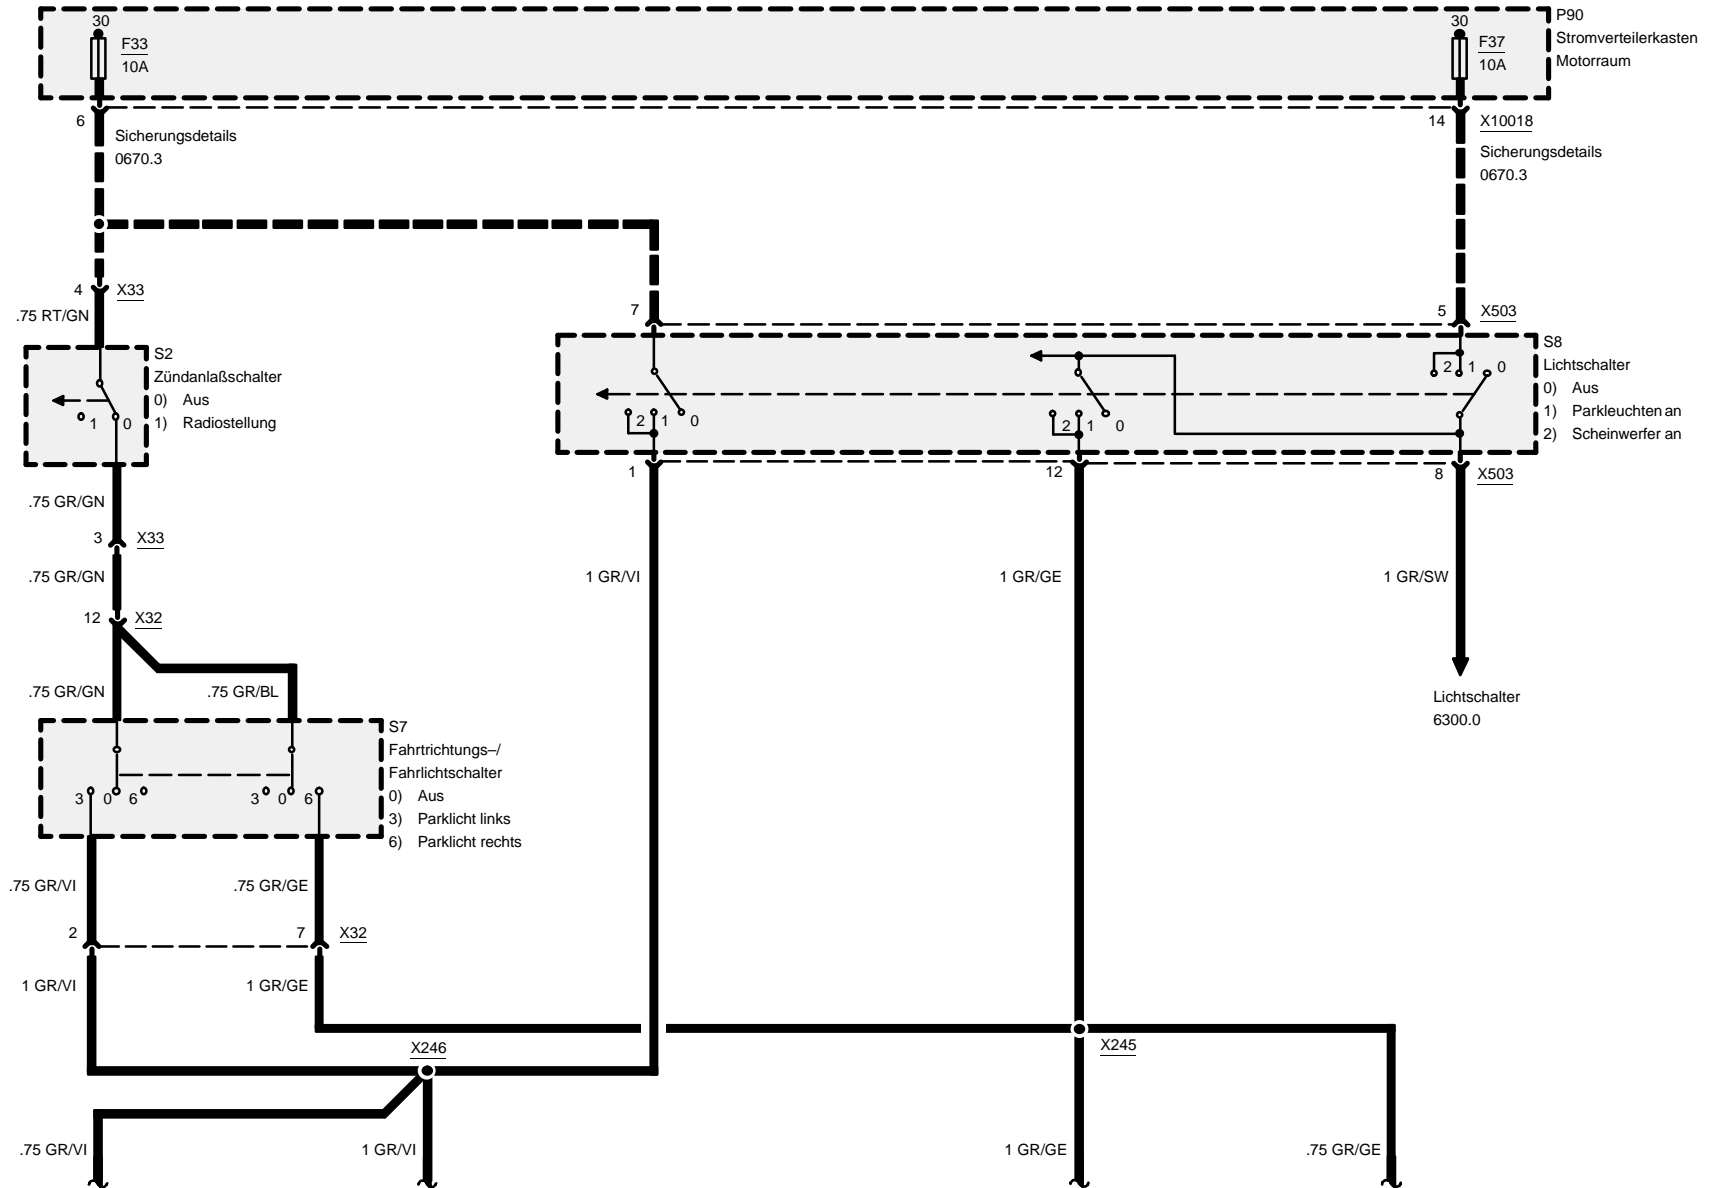 30
F33
10A
30
F37
10A
P90
Stromverteilerkasten
Motorraum
6
Sicherungsdetails
0670.3
14
X10018
Sicherungsdetails
0670.3
4
X33
.75 RT/GN
7
5
X503
S2
Zündanlaßschalter
0) Aus
1) Radiostellung
1 0
2 1 0
2 1 0
2 1 0
S8
Lichtschalter
0) Aus
1) Parkleuchten an
2) Scheinwerfer an
1
12
8
X503
.75 GR/GN
3
X33
.75 GR/GN
1 GR/VI
1 GR/GE
1 GR/SW
12
X32
.75 GR/GN
.75 GR/BL
Lichtschalter
6300.0
S7
Fahrtrichtungs–/
Fahrlichtschalter
0) Aus
3) Parklicht links
6) Parklicht rechts
3 0 6
3 0 6
.75 GR/VI
.75 GR/GE
2
7
X32
1 GR/VI
1 GR/GE
X246
X245
.75 GR/VI
1 GR/VI
1 GR/GE
.75 GR/GE